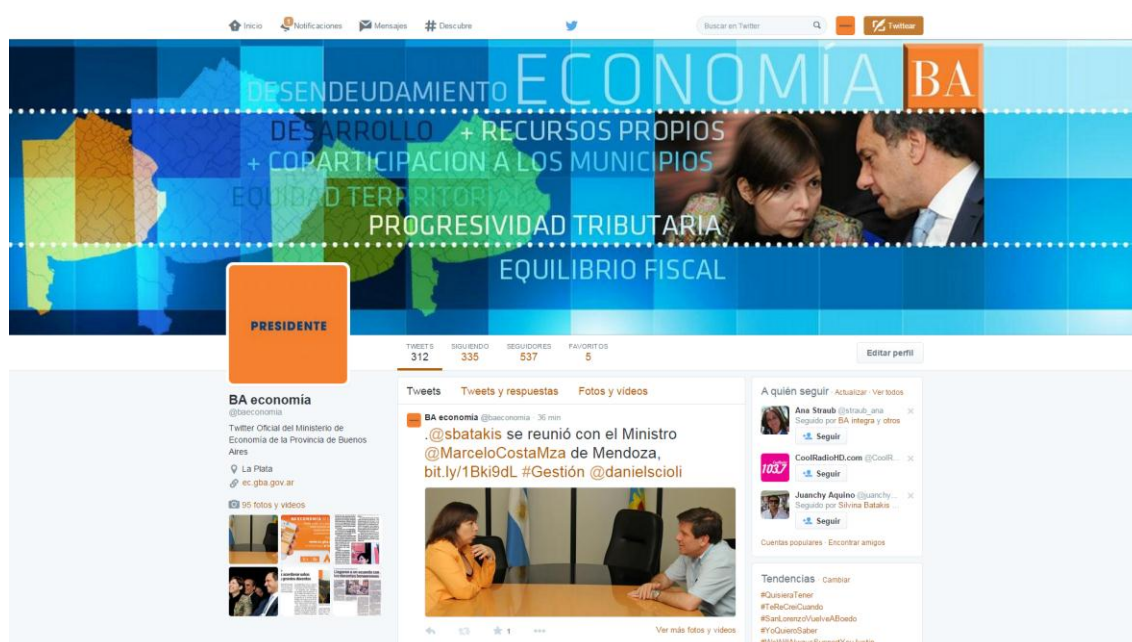 Inicio
1
Notificaciones
Mensajes
# Descubre
Buscar en Twitter
Twittear
DESENDEUDAMIENTO ECONOMÍA BA
DESARROLLO + RECURSOS PROPIOS
+ COPARTICIPACION A LOS MUNICIPIOS
EQUIDAD TERRITORIAL
PROGRESIVIDAD TRIBUTARIA
EQUILIBRIO FISCAL
PRESIDENTE
TWEETS SIGUIENDO SEGUIDORES FAVORITOS
312 335 537 5
Editar perfil
BA economía
@baeconomia
Twitter Oficial del Ministerio de
Economía de la Provincia de Buenos
Aires
La Plata
ec.gba.gov.ar
95 fotos y videos
Tweets Tweets y respuestas Fotos y videos
BA economía @baeconomia · 36 min
.@sbatakis se reunió con el Ministro
@MarceloCostaMza de Mendoza,
bit.ly/1Bki9dL #Gestión @danielscioli
1
Ver más fotos y videos
A quién seguir · Actualizar · Ver todos
Ana Straub @straub_ana
Seguido por BA integra y otros
Seguir
CoolRadioHD.com @CoolR...
103.7
Seguir
Juanchy Aquino @juanchy...
Seguido por Silvina Batakis ...
Seguir
Cuentas populares · Encontrar amigos
Tendencias · Cambiar
#QuisieraTener
#TeReCreiCuando
#SanLorenzoVuelveABoedo
#YoQuieroSaber